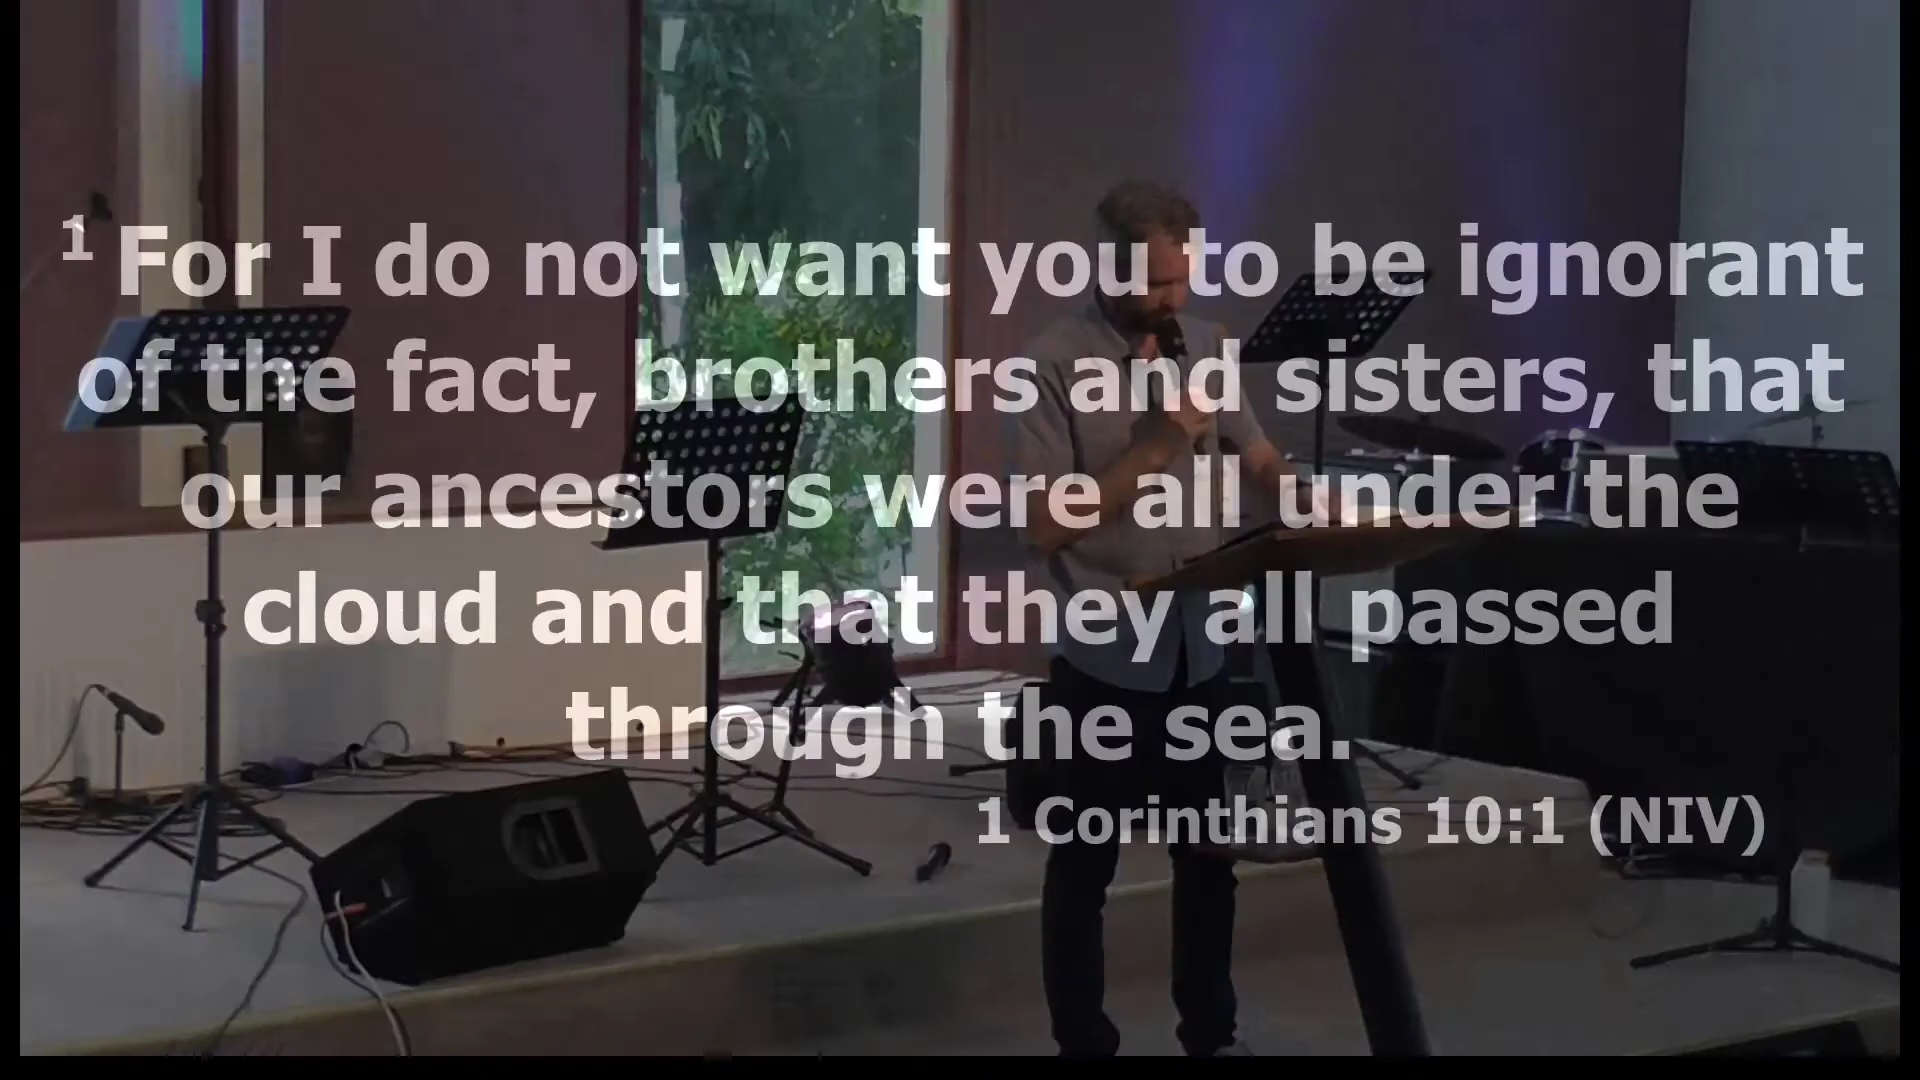 1 For I do not want you to be ignorant
of the fact, brothers and sisters, that
our ancestors were all under the
cloud and that they all passed
through the sea.
1 Corinthians 10:1 (NIV)